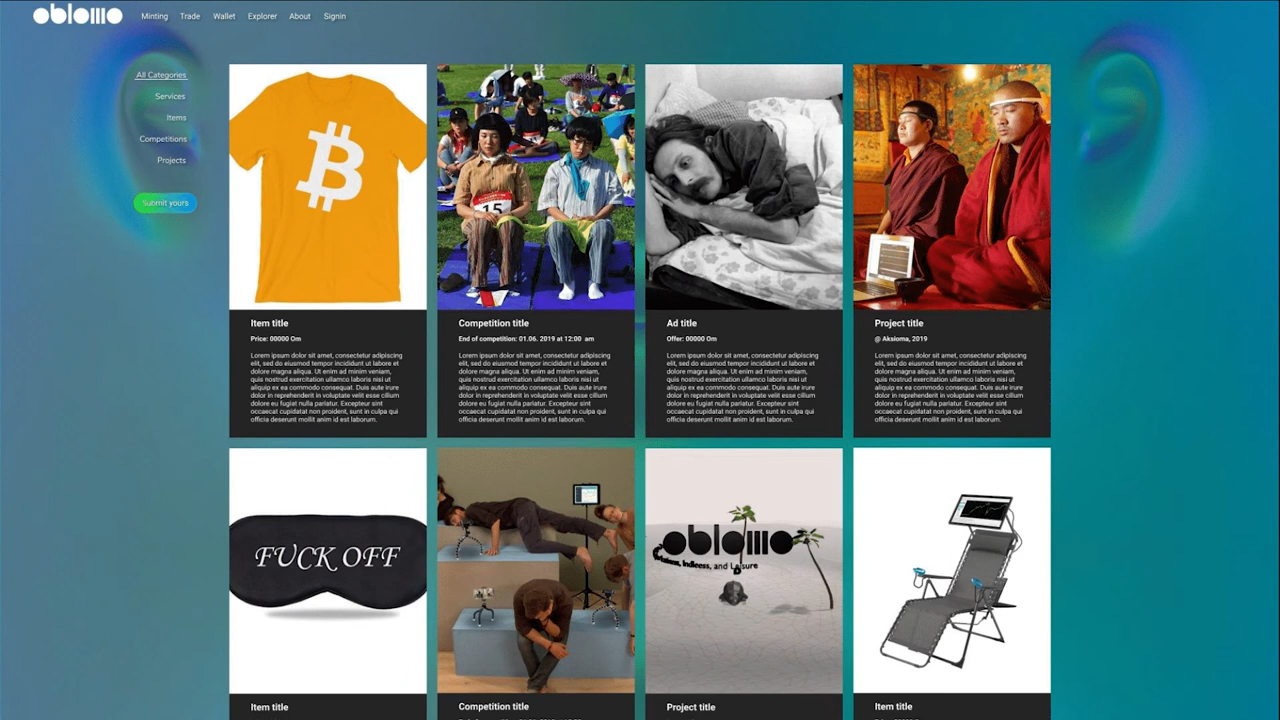 oblomo
Minting Trade Wallet Explorer About Signin
All Categories
Services
Items
Competitions
Projects
Submit yours
15
Item title
Price: 00000 Om
Lorem ipsum dolor sit amet, consectetur adipiscing
elit, sed do eiusmod tempor incididunt ut labore et
dolore magna aliqua. Ut enim ad minim veniam,
quis nostrud exercitation ullamco laboris nisi ut
aliquip ex ea commodo consequat. Duis aute irure
dolor in reprehenderit in voluptate velit esse cillum
dolore eu fugiat nulla pariatur. Excepteur sint
occaecat cupidatat non proident, sunt in culpa qui
officia deserunt mollit anim id est laborum.
Competition title
End of competition: 01.06. 2019 at 12:00 am
Lorem ipsum dolor sit amet, consectetur adipiscing
elit, sed do eiusmod tempor incididunt ut labore et
dolore magna aliqua. Ut enim ad minim veniam,
quis nostrud exercitation ullamco laboris nisi ut
aliquip ex ea commodo consequat. Duis aute irure
dolor in reprehenderit in voluptate velit esse cillum
dolore eu fugiat nulla pariatur. Excepteur sint
occaecat cupidatat non proident, sunt in culpa qui
officia deserunt mollit anim id est laborum.
Ad title
Offer: 00000 Om
Lorem ipsum dolor sit amet, consectetur adipiscing
elit, sed do eiusmod tempor incididunt ut labore et
dolore magna aliqua. Ut enim ad minim veniam,
quis nostrud exercitation ullamco laboris nisi ut
aliquip ex ea commodo consequat. Duis aute irure
dolor in reprehenderit in voluptate velit esse cillum
dolore eu fugiat nulla pariatur. Excepteur sint
occaecat cupidatat non proident, sunt in culpa qui
officia deserunt mollit anim id est laborum.
Project title
@ Aksioma, 2019
Lorem ipsum dolor sit amet, consectetur adipiscing
elit, sed do eiusmod tempor incididunt ut labore et
dolore magna aliqua. Ut enim ad minim veniam,
quis nostrud exercitation ullamco laboris nisi ut
aliquip ex ea commodo consequat. Duis aute irure
dolor in reprehenderit in voluptate velit esse cillum
dolore eu fugiat nulla pariatur. Excepteur sint
occaecat cupidatat non proident, sunt in culpa qui
officia deserunt mollit anim id est laborum.
FUCK OFF
oblomo
and Leisure
Item title
Competition title
Project title
Item title